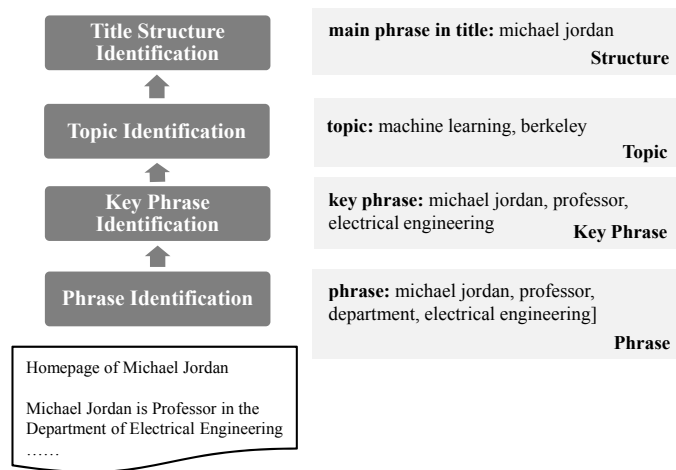 Title Structure
Identification
main phrase in title: michael jordan
Structure
Topic Identification
topic: machine learning, berkeley
Topic
Key Phrase
Identification
key phrase: michael jordan, professor,
electrical engineering
Key Phrase
Phrase Identification
phrase: michael jordan, professor,
department, electrical engineering]
Phrase
Homepage of Michael Jordan
Michael Jordan is Professor in the
Department of Electrical Engineering
……